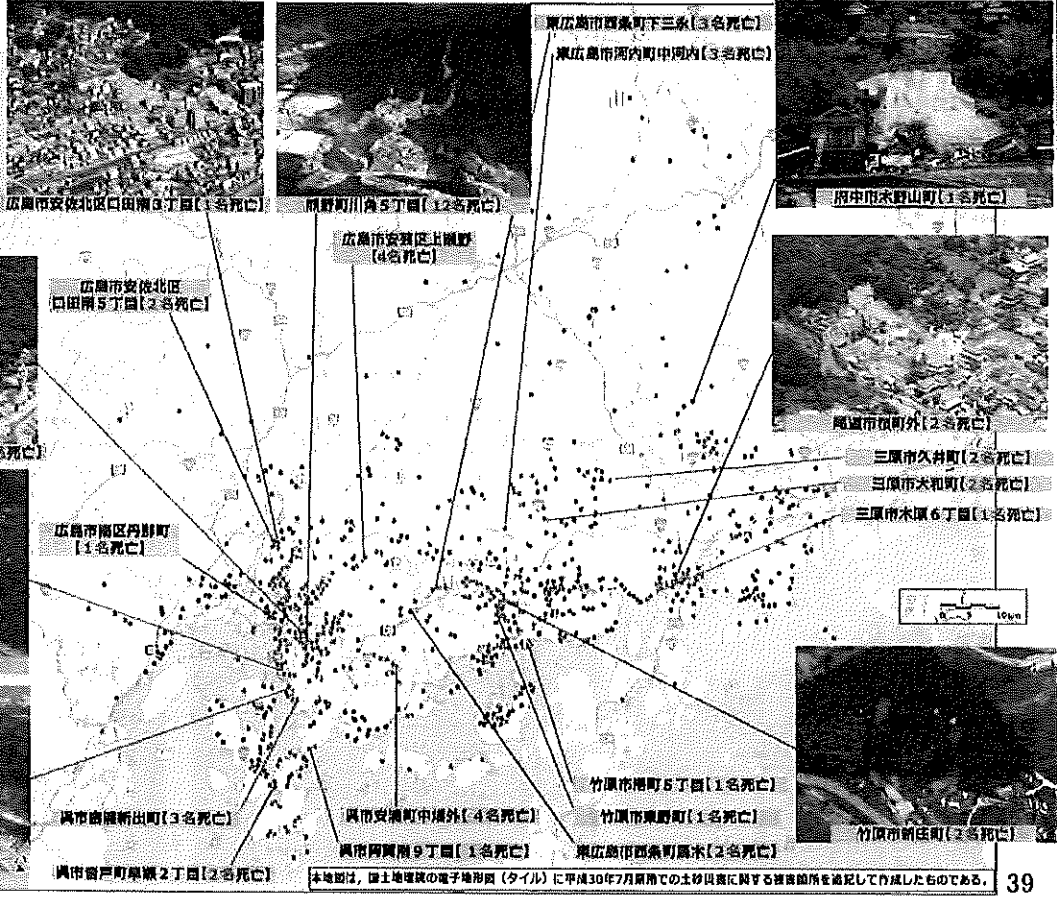 東広島市西条町下三永【3名死亡】
東広島市河内町中河内【3名死亡】
広島市安佐北区口田南3丁目【1名死亡】
熊野町川角5丁目【12名死亡】
府中市木野山町【1名死亡】
広島市安芸区上瀬野
【4名死亡】
広島市安佐北区
口田南5丁目【2名死亡】
名死亡】
尾道市【2名死亡】
三原市久井町【2名死亡】
三原市大和町【2名死亡】
三原市木原6丁目【1名死亡】
広島市南区丹那町
【1名死亡】
10km
竹原市港町5丁目【1名死亡】
呉市【3名死亡】
呉市安浦町中畑外【4名死亡】
竹原市東野町【1名死亡】
竹原市新庄町【2名死亡】
呉市阿賀南9丁目【1名死亡】
東広島市西条町馬木【2名死亡】
呉市音戸町早瀬2丁目【2名死亡】
本地図は，国土地理院の電子地形図（タイル）に平成30年7月豪雨での土砂災害に関する被害箇所を追記して作成したものである。
39